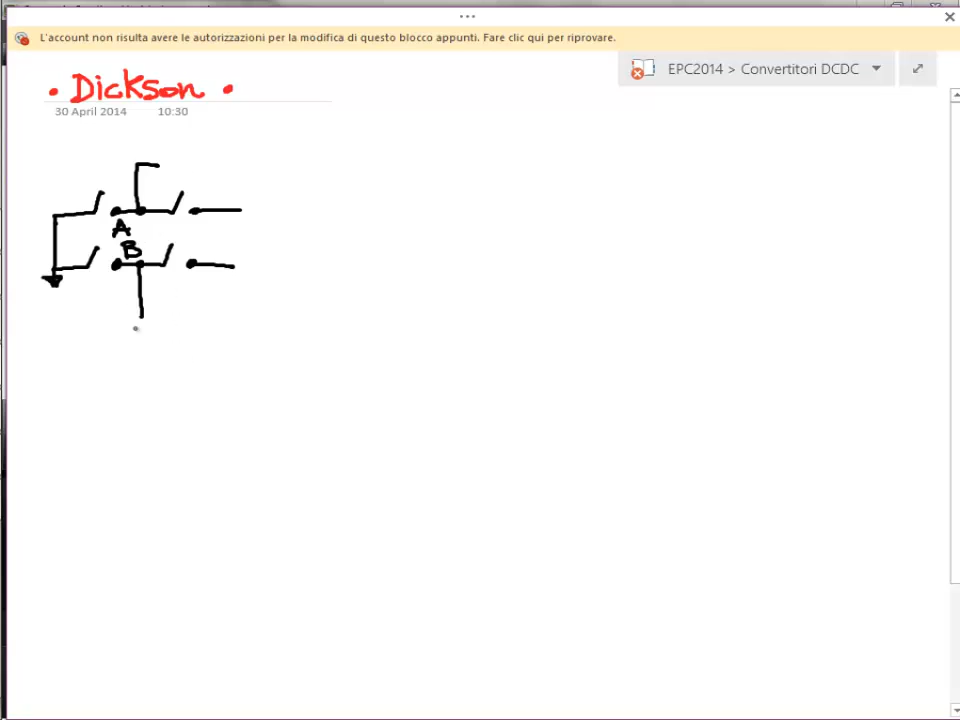 L'account non risulta avere le autorizzazioni per la modifica di questo blocco appunti. Fare clic qui per riprovare.
EPC2014 > Convertitori DCDC
• Dickson •
30 April 2014 10:30
A
B